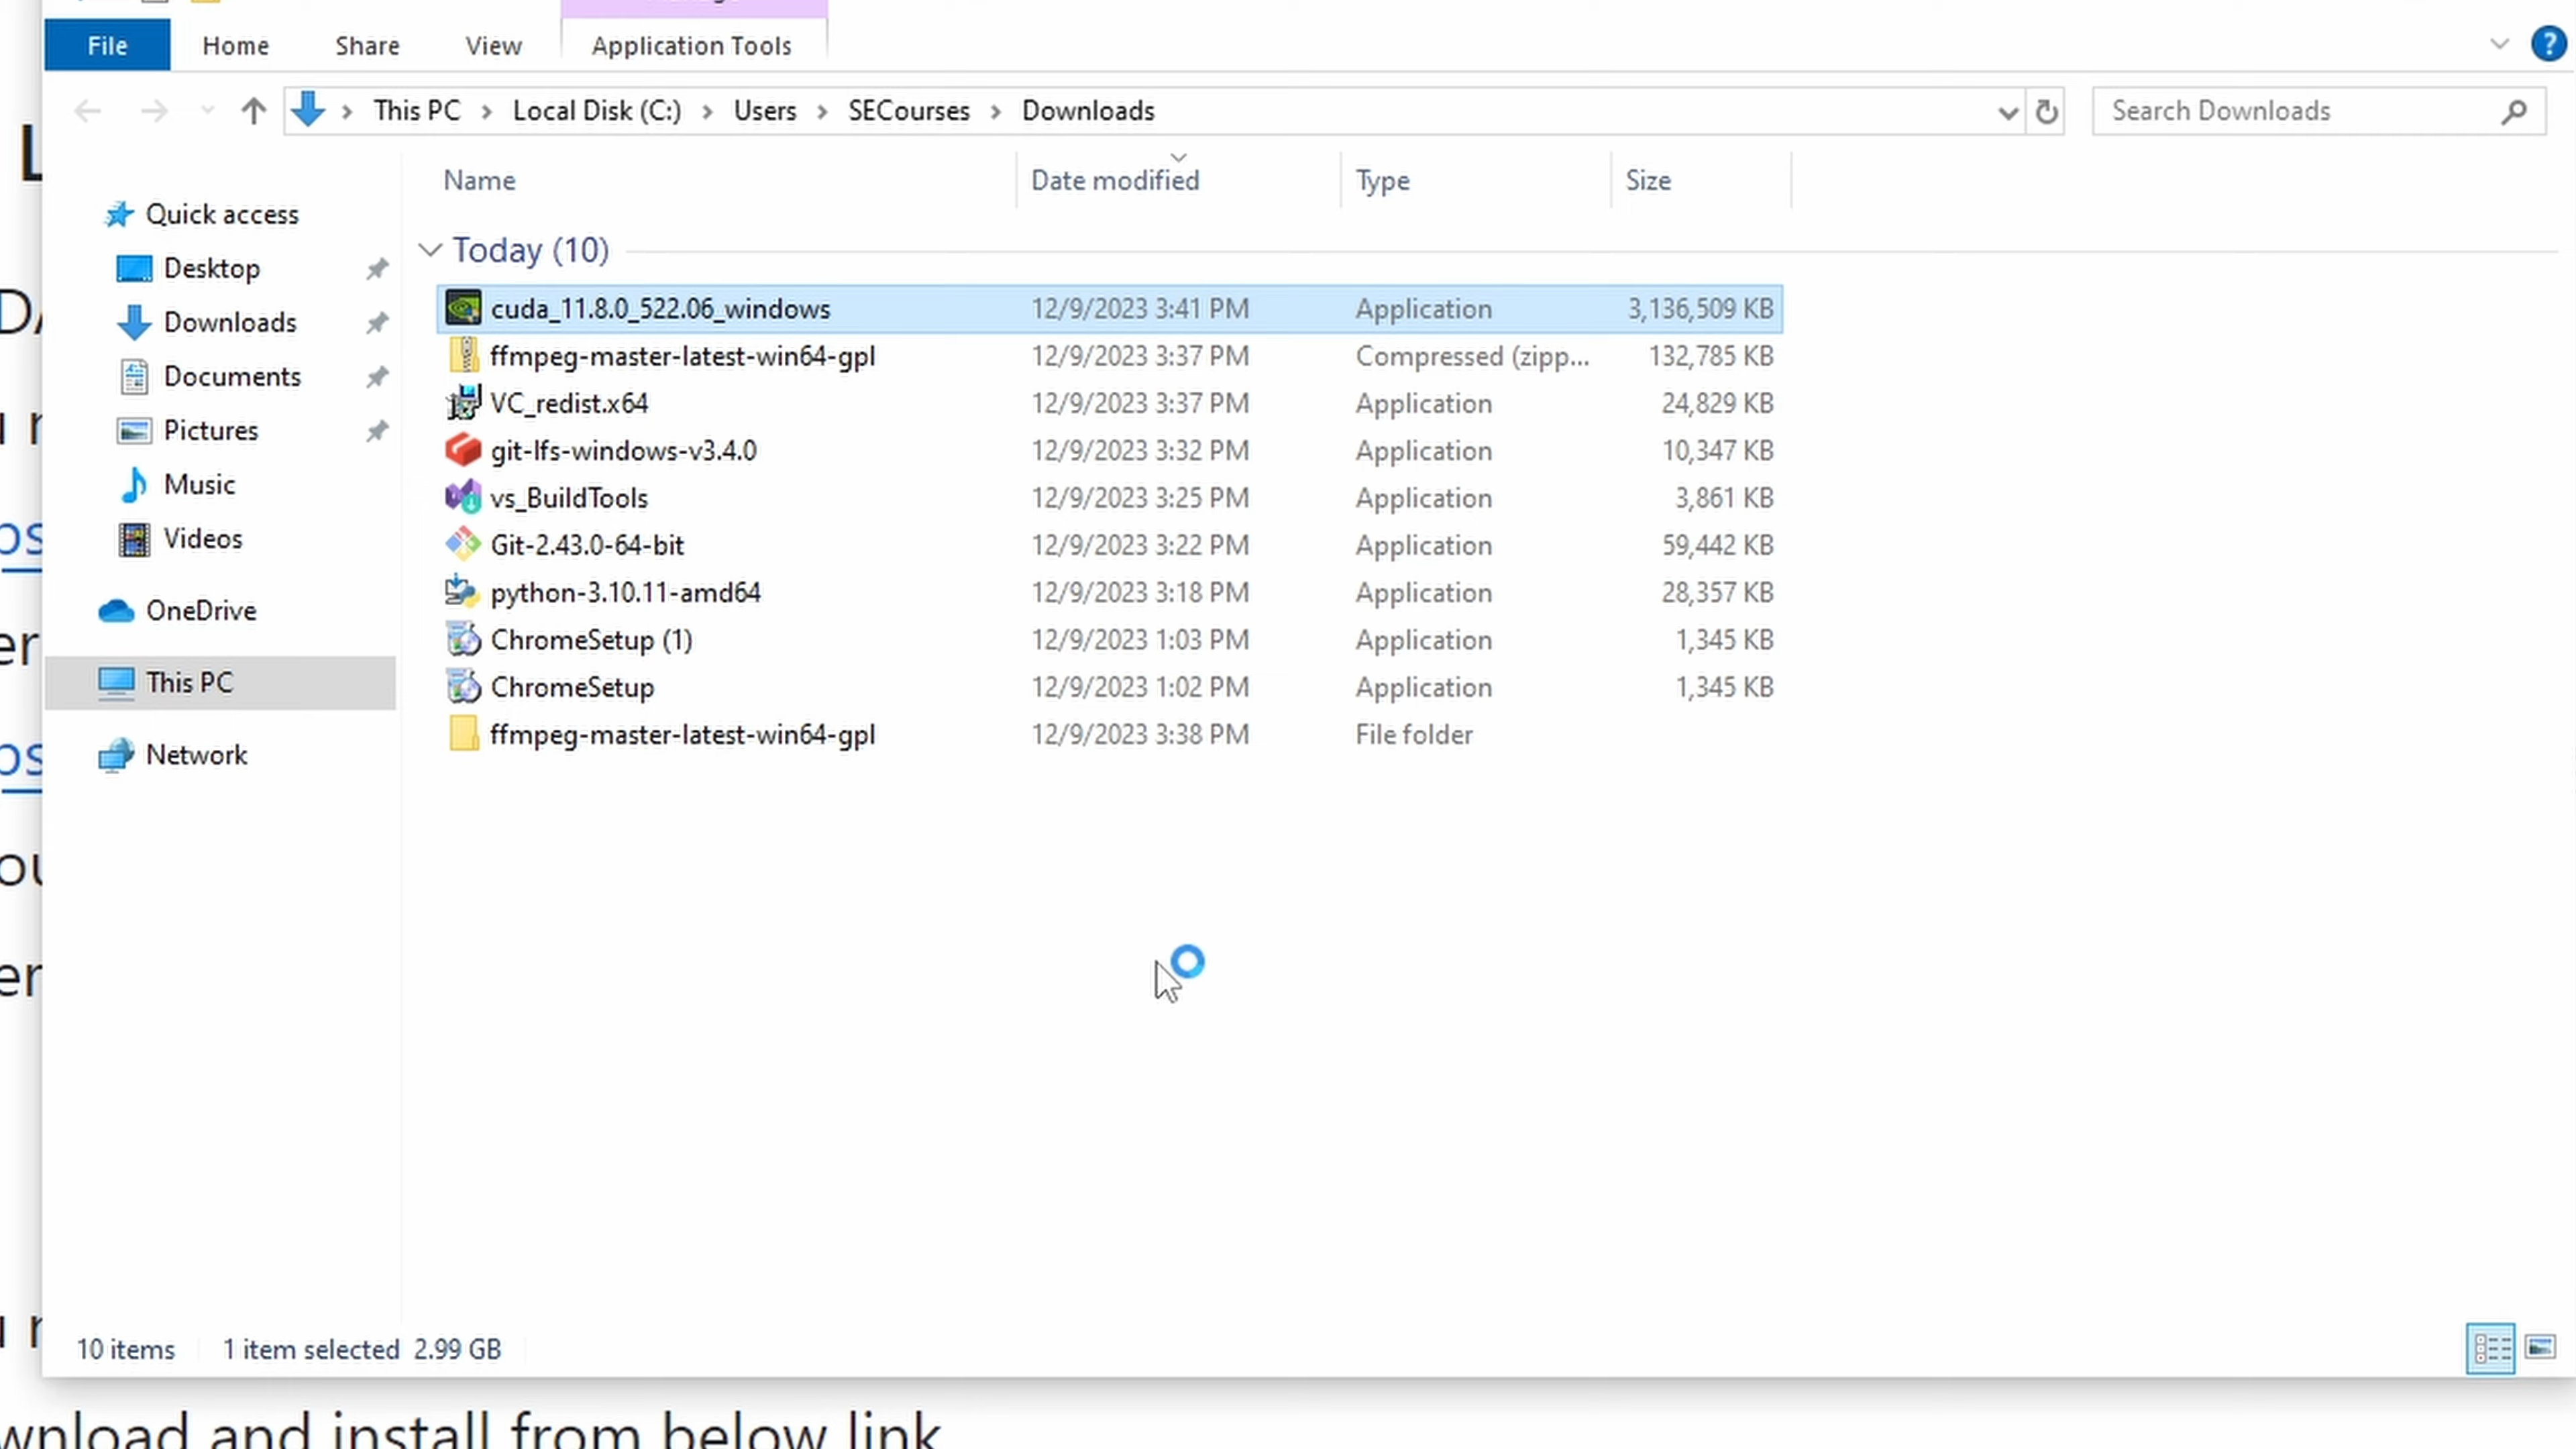 File Home Share View Application Tools
This PC Local Disk (C:) Users SECourses Downloads Search Downloads
Name Date modified Type Size
Quick access
Desktop
Downloads
Documents
Pictures
Music
Videos
OneDrive
This PC
Network
Today (10)
cuda_11.8.0_522.06_windows 12/9/2023 3:41 PM Application 3,136,509 KB
ffmpeg-master-latest-win64-gpl 12/9/2023 3:37 PM Compressed (zipp... 132,785 KB
VC_redist.x64 12/9/2023 3:37 PM Application 24,829 KB
git-lfs-windows-v3.4.0 12/9/2023 3:32 PM Application 10,347 KB
vs_BuildTools 12/9/2023 3:25 PM Application 3,861 KB
Git-2.43.0-64-bit 12/9/2023 3:22 PM Application 59,442 KB
python-3.10.11-amd64 12/9/2023 3:18 PM Application 28,357 KB
ChromeSetup (1) 12/9/2023 1:03 PM Application 1,345 KB
ChromeSetup 12/9/2023 1:02 PM Application 1,345 KB
ffmpeg-master-latest-win64-gpl 12/9/2023 3:38 PM File folder
10 items 1 item selected 2.99 GB
wnload and install from below link